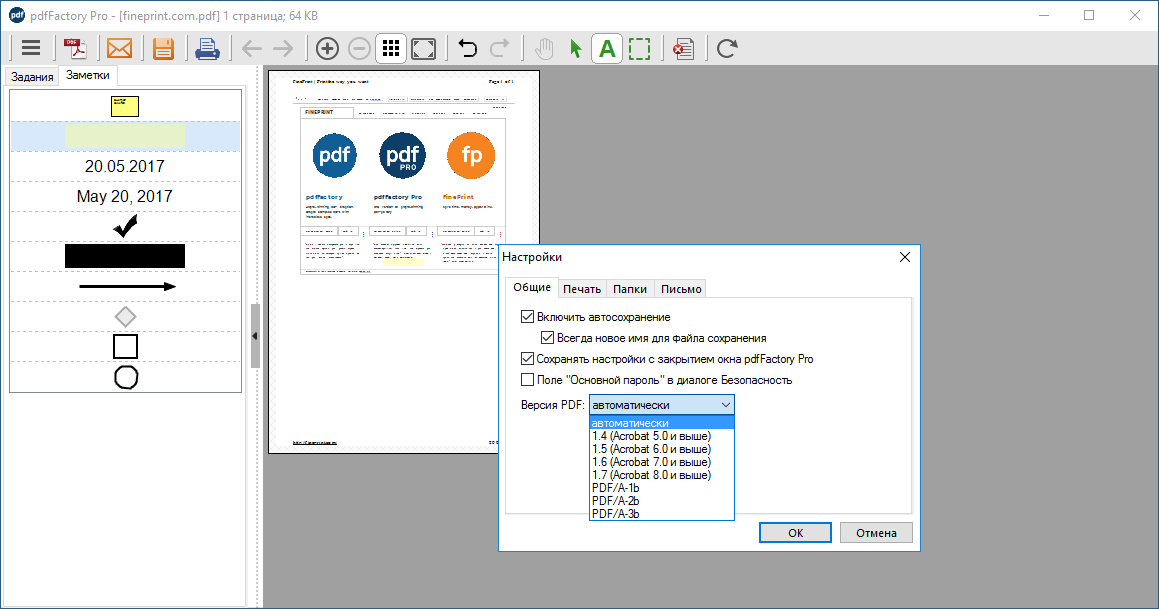 pdfFactory Pro - [fineprint.com.pdf] 1 страница; 64 KB
Задания
Заметки
20.05.2017
May 20, 2017
FinePrint | Print the way you want
Page 1 of 1
FINEPRINT
pdf
pdf
PRO
fp
pdfFactory
pdfFactory Pro
FinePrint
Настройки
Общие
Печать
Папки
Письмо
Включить автосохранение
Всегда новое имя для файла сохранения
Сохранять настройки с закрытием окна pdfFactory Pro
Поле "Основной пароль" в диалоге Безопасность
Версия PDF:
автоматически
автоматически
1.4 (Acrobat 5.0 и выше)
1.5 (Acrobat 6.0 и выше)
1.6 (Acrobat 7.0 и выше)
1.7 (Acrobat 8.0 и выше)
PDF/A-1b
PDF/A-2b
PDF/A-3b
OK
Отмена